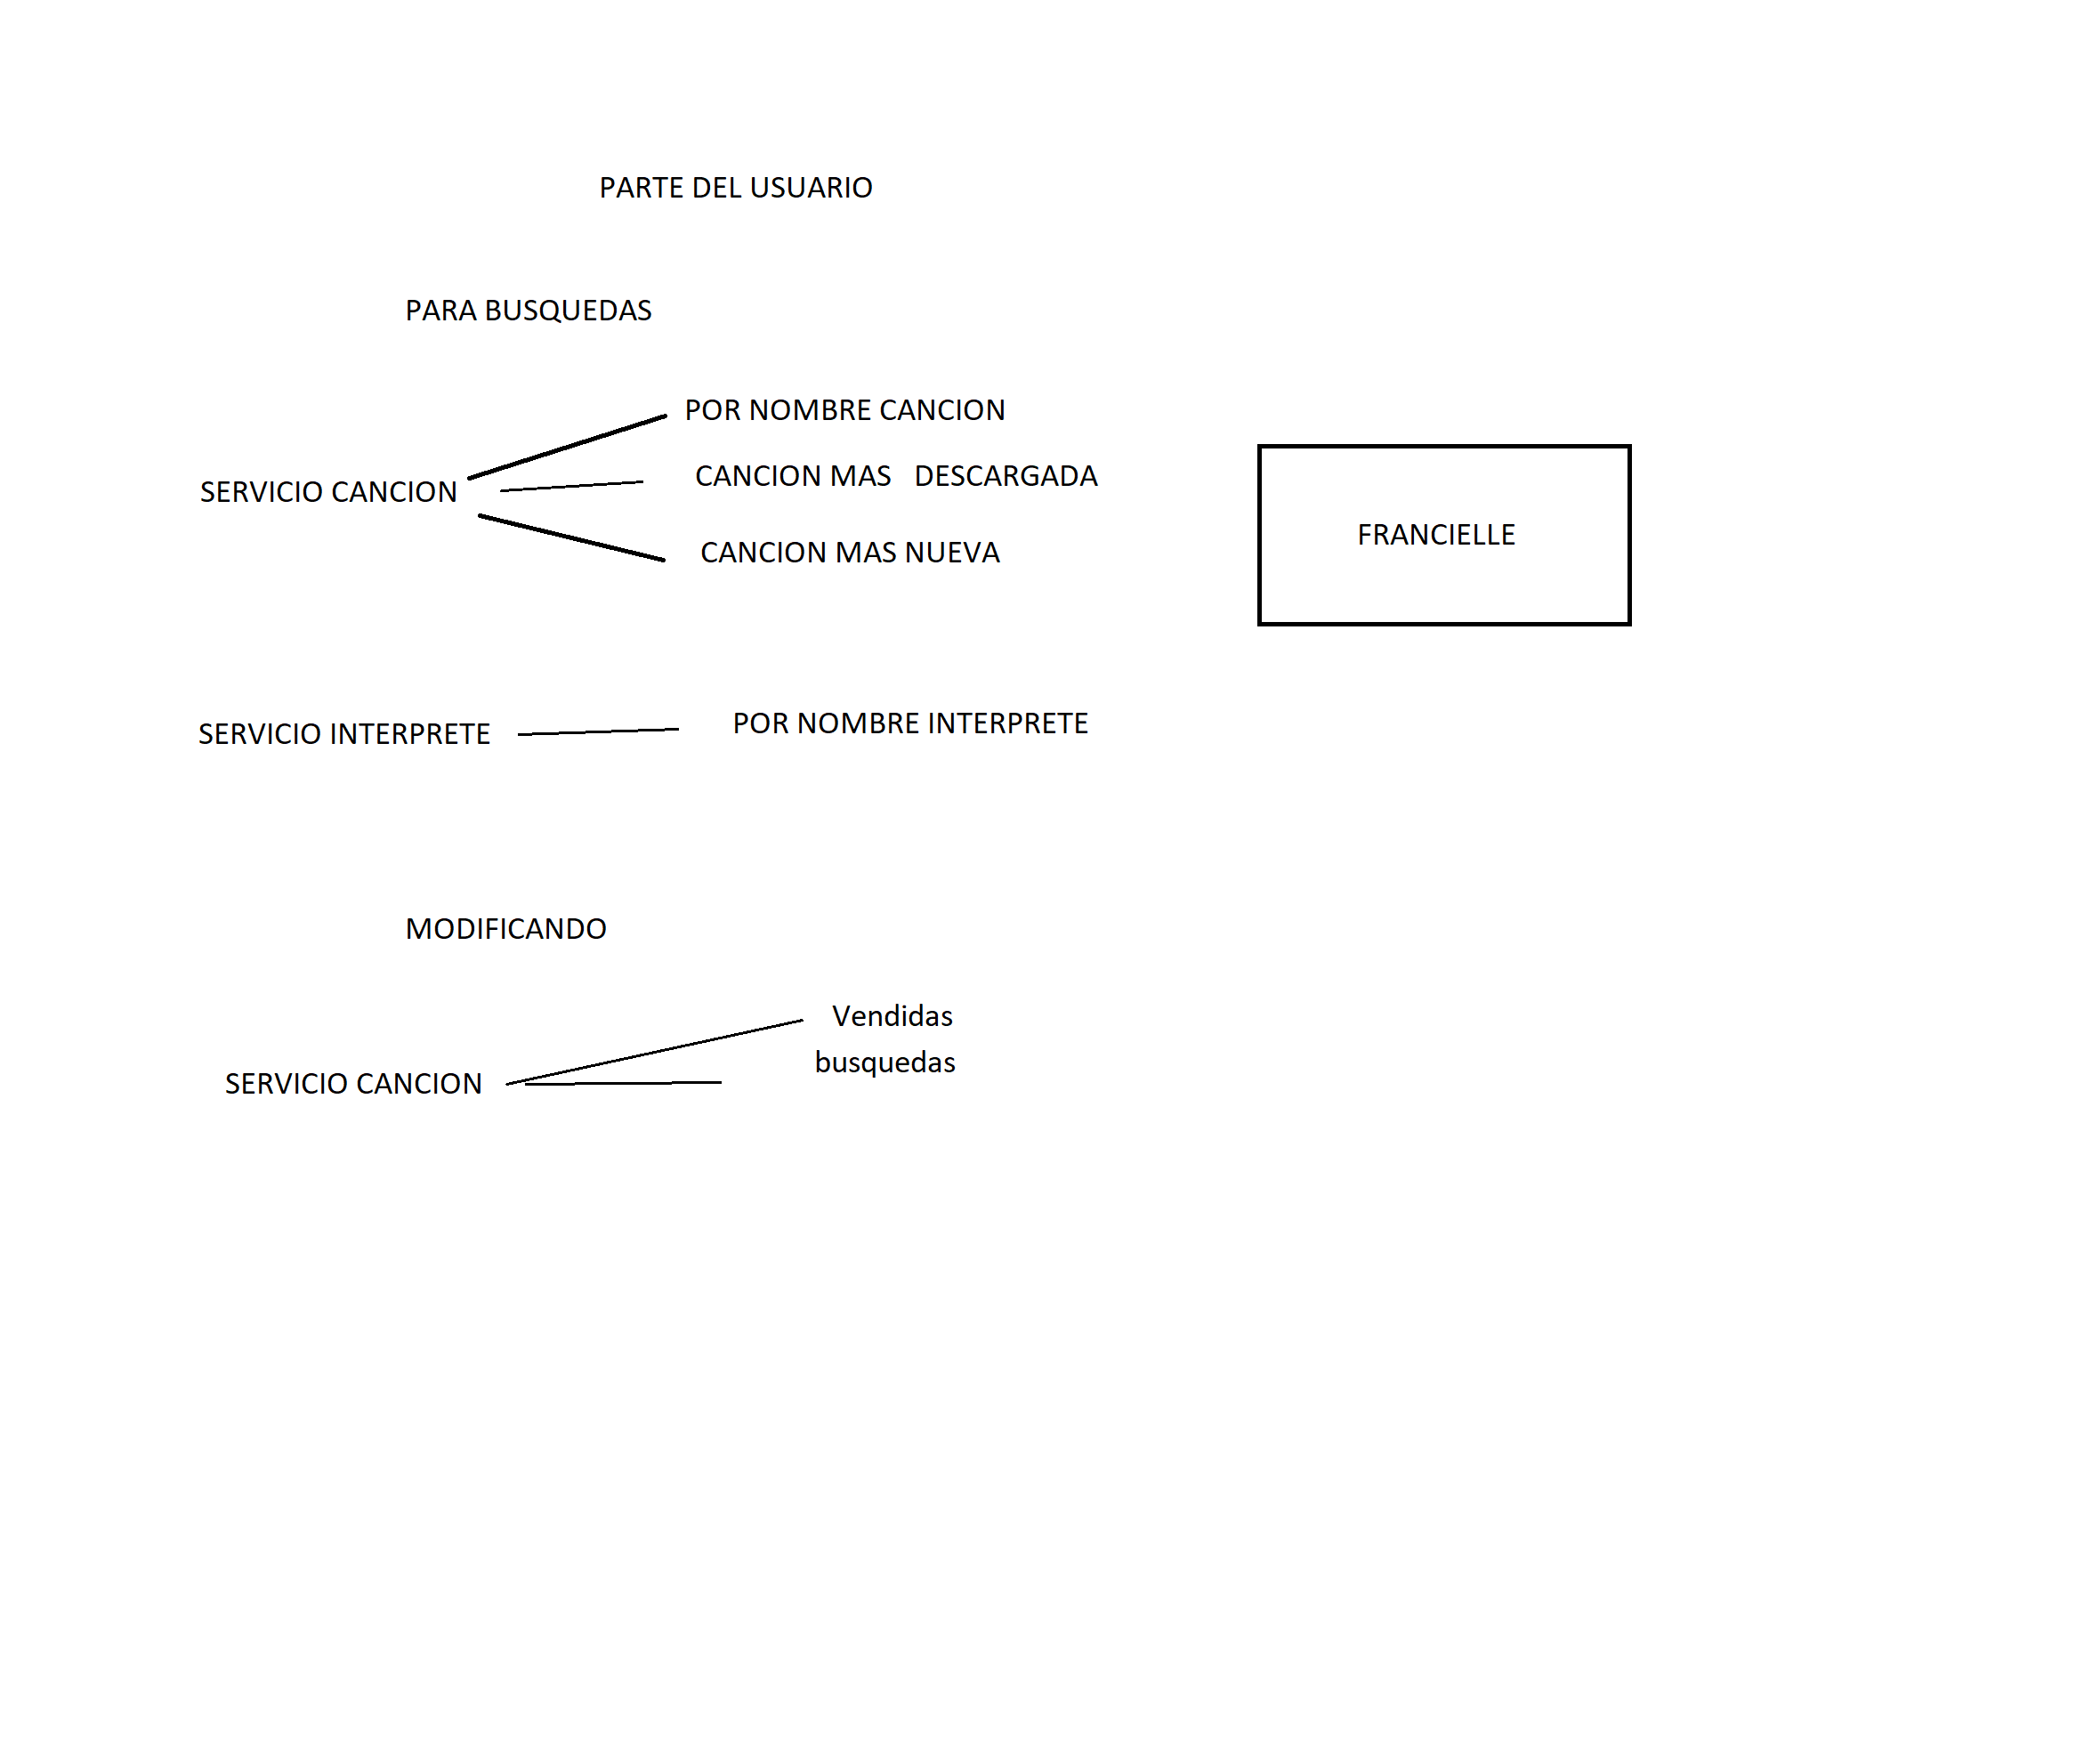 PARTE DEL USUARIO
PARA BUSQUEDAS
POR NOMBRE CANCION
SERVICIO CANCION
CANCION MAS   DESCARGADA
CANCION MAS NUEVA
FRANCIELLE
SERVICIO INTERPRETE
POR NOMBRE INTERPRETE
MODIFICANDO
Vendidas
busquedas
SERVICIO CANCION